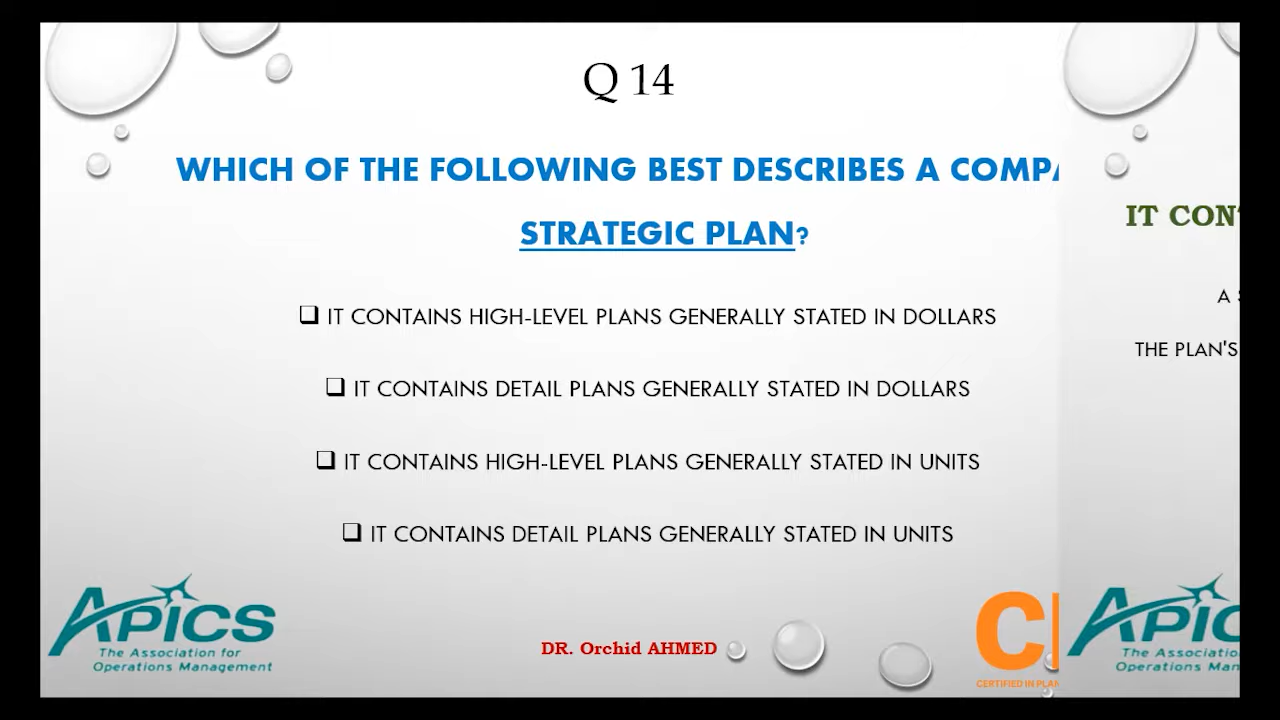 Q 14
WHICH OF THE FOLLOWING BEST DESCRIBES A COMPA
STRATEGIC PLAN?
❑ IT CONTAINS HIGH-LEVEL PLANS GENERALLY STATED IN DOLLARS
❑ IT CONTAINS DETAIL PLANS GENERALLY STATED IN DOLLARS
❑ IT CONTAINS HIGH-LEVEL PLANS GENERALLY STATED IN UNITS
❑ IT CONTAINS DETAIL PLANS GENERALLY STATED IN UNITS
APICS
The Association for
Operations Management
DR. Orchid AHMED
C
CERTIFIED IN PLAN
IT CON
A
THE PLAN'S
APIC
The Associatio
Operations Man